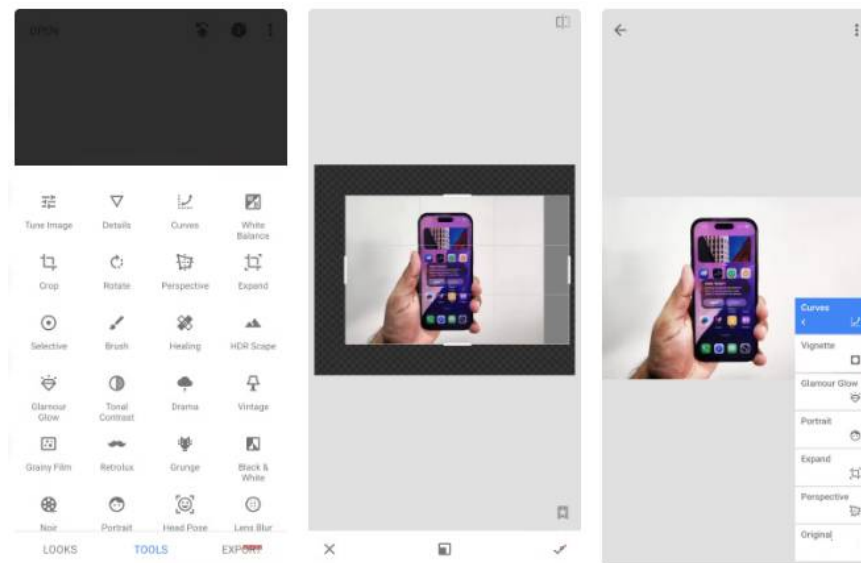 OPEN
Tune Image
Details
Curves
White
Balance
Crop
Rotate
Perspective
Expand
Selective
Brush
Healing
HDR Scape
Glamour
Glow
Tonal
Contrast
Drama
Vintage
Grainy Film
Retrolux
Grunge
Black &
White
Noir
Portrait
Head Pose
Lens Blur
LOOKS
TOOLS
EXPORT
Curves
Vignette
Glamour Glow
Portrait
Expand
Perspective
Original